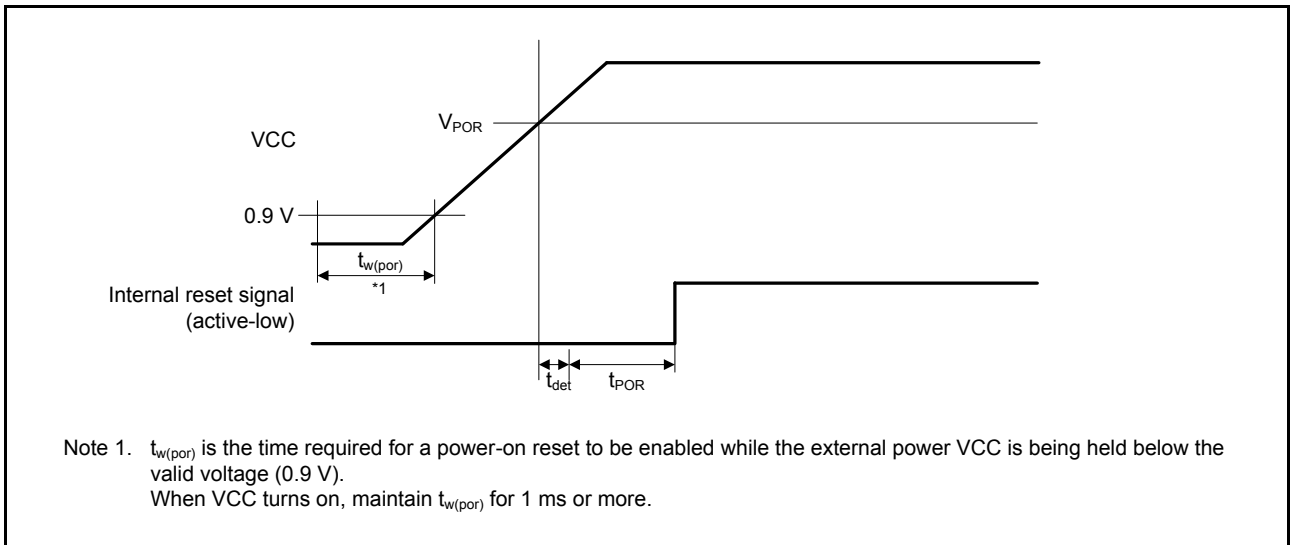 V_POR
VCC
0.9 V
t_w(por)
*1
Internal reset signal
(active-low)
t_det
t_POR
Note 1. t_w(por) is the time required for a power-on reset to be enabled while the external power VCC is being held below the
valid voltage (0.9 V).
When VCC turns on, maintain t_w(por) for 1 ms or more.